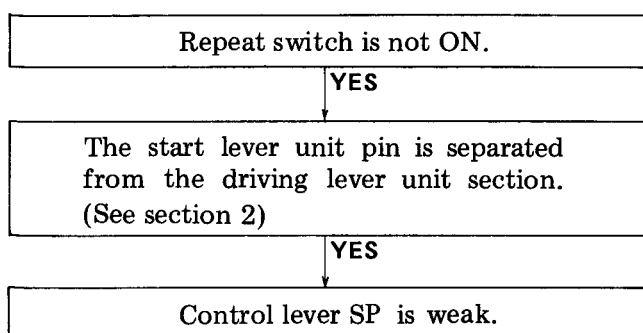 Repeat switch is not ON.
YES
The start lever unit pin is separated
from the driving lever unit section.
(See section 2)
YES
Control lever SP is weak.